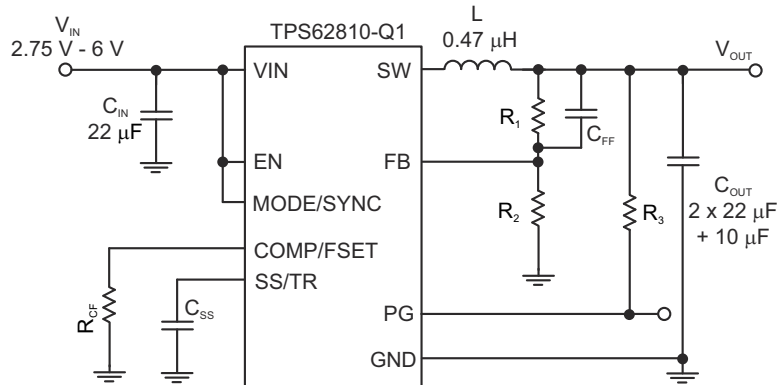 TPS62810-Q1
V_IN
2.75 V - 6 V
L
0.47 μH
V_OUT
VIN
SW
C_IN
22 μF
R_1
C_FF
EN
FB
MODE/SYNC
R_2
R_3
C_OUT
2 x 22 μF
+ 10 μF
COMP/FSET
SS/TR
R_CF
C_SS
PG
GND